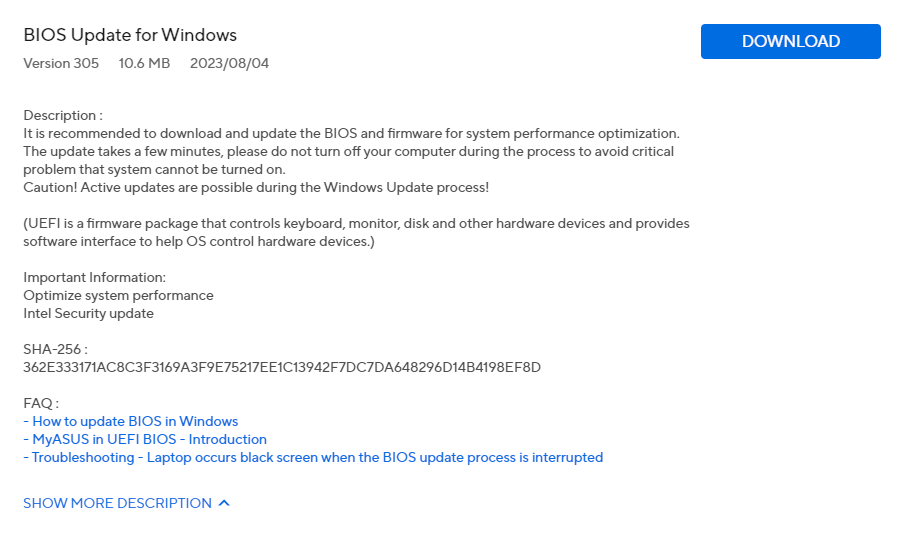 BIOS Update for Windows
DOWNLOAD
Version 305 10.6 MB 2023/08/04
Description :
It is recommended to download and update the BIOS and firmware for system performance optimization.
The update takes a few minutes, please do not turn off your computer during the process to avoid critical
problem that system cannot be turned on.
Caution! Active updates are possible during the Windows Update process!
(UEFI is a firmware package that controls keyboard, monitor, disk and other hardware devices and provides
software interface to help OS control hardware devices.)
Important Information:
Optimize system performance
Intel Security update
SHA-256 :
362E333171AC8C3F3169A3F9E75217EE1C13942F7DC7DA648296D14B4198EF8D
FAQ :
- How to update BIOS in Windows
- MyASUS in UEFI BIOS - Introduction
- Troubleshooting - Laptop occurs black screen when the BIOS update process is interrupted
SHOW MORE DESCRIPTION